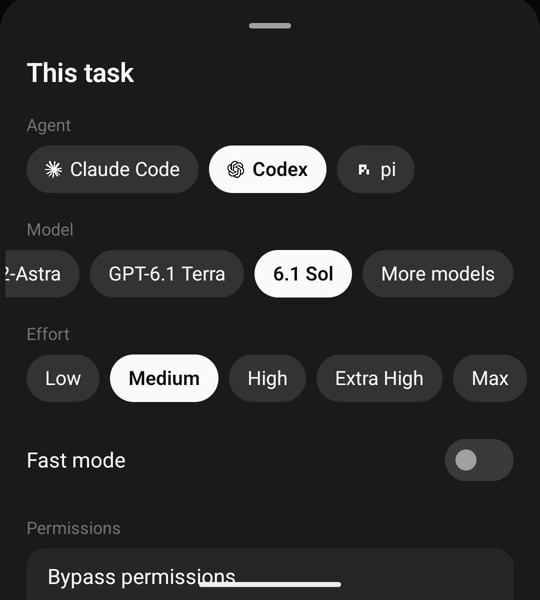 This task
Agent
Claude Code Codex pi
Model
2-Astra GPT-6.1 Terra 6.1 Sol More models
Effort
Low Medium High Extra High Max
Fast mode
Permissions
Bypass permissions